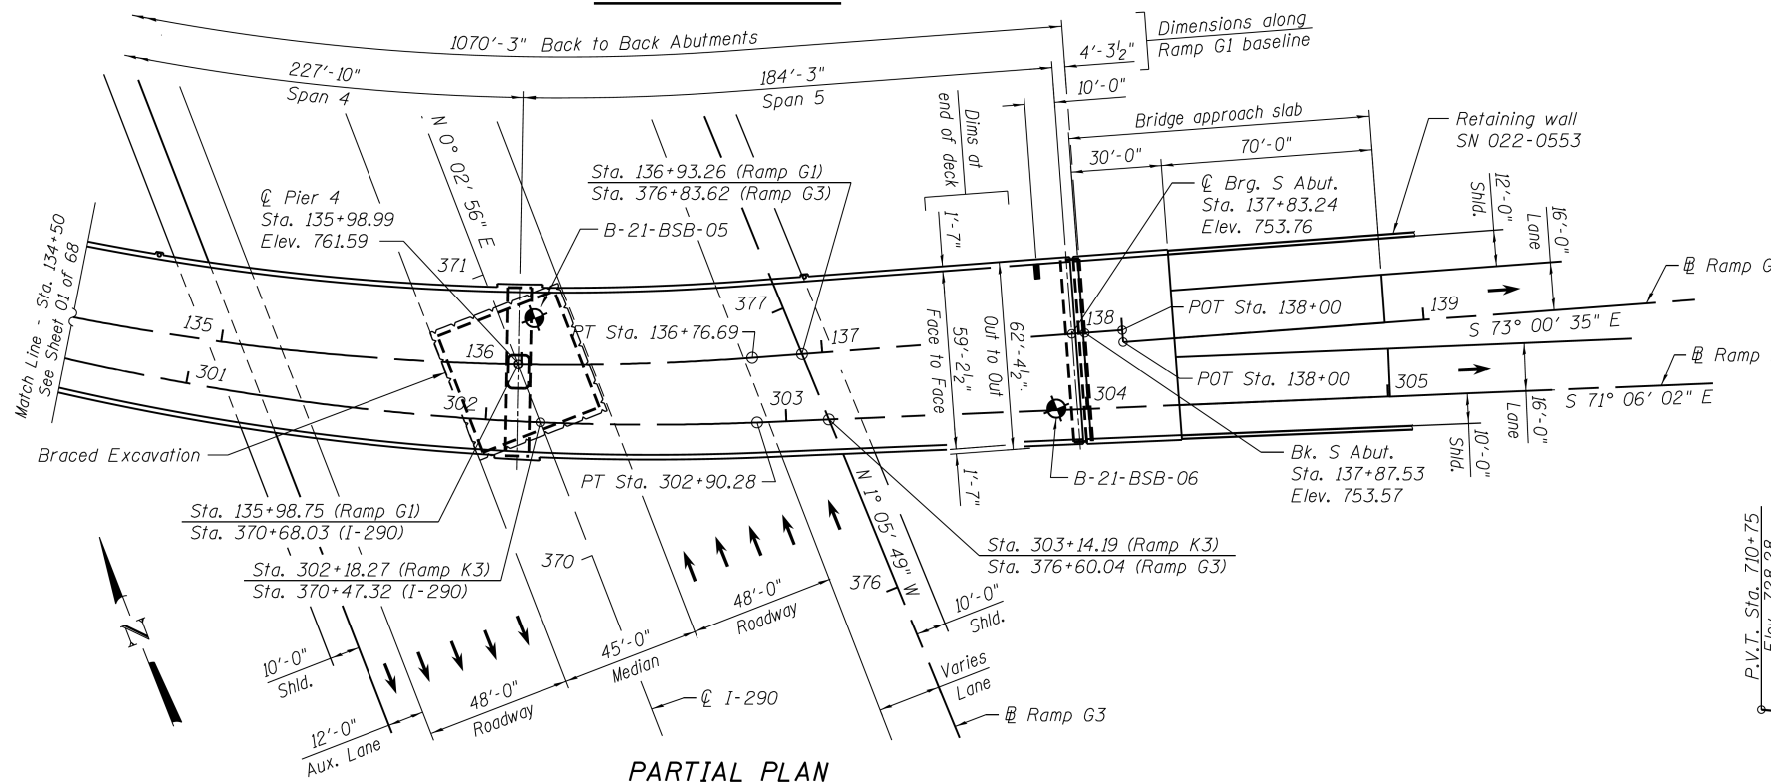 1070'-3" Back to Back Abutments
4'-3½"
Dimensions along
Ramp G1 baseline
227'-10"
Span 4
184'-3"
Span 5
10'-0"
Dims at
end of deck
Bridge approach slab
30'-0"
70'-0"
Retaining wall
SN 022-0553
N 0° 02' 56" E
Sta. 136+93.26 (Ramp G1)
Sta. 376+83.62 (Ramp G3)
℄ Pier 4
Sta. 135+98.99
Elev. 761.59
B-21-BSB-05
℄ Brg. S Abut.
Sta. 137+83.24
Elev. 753.76
12'-0"
Shld.
16'-0"
Lane
Match Line - Sta. 134+50
See Sheet 01 of 68
371
377
1'-7"
℄ Ramp G
135
136
PT Sta. 136+76.69
137
138
POT Sta. 138+00
139
S 73° 00' 35" E
Face to Face
59'-2½"
Out to Out
62'-4½"
301
302
303
304
POT Sta. 138+00
305
℄ Ramp
S 71° 06' 02" E
16'-0"
Lane
10'-0"
Shld.
Braced Excavation
PT Sta. 302+90.28
1'-7"
B-21-BSB-06
Bk. S Abut.
Sta. 137+87.53
Elev. 753.57
N 1° 05' 49" W
Sta. 135+98.75 (Ramp G1)
Sta. 370+68.03 (I-290)
Sta. 302+18.27 (Ramp K3)
Sta. 370+47.32 (I-290)
370
376
Sta. 303+14.19 (Ramp K3)
Sta. 376+60.04 (Ramp G3)
48'-0"
Roadway
10'-0"
Shld.
45'-0"
Median
Varies
Lane
10'-0"
Shld.
48'-0"
Roadway
12'-0"
Aux. Lane
℄ I-290
℄ Ramp G3
N
P.V.T. Sta. 710+75
PARTIAL PLAN